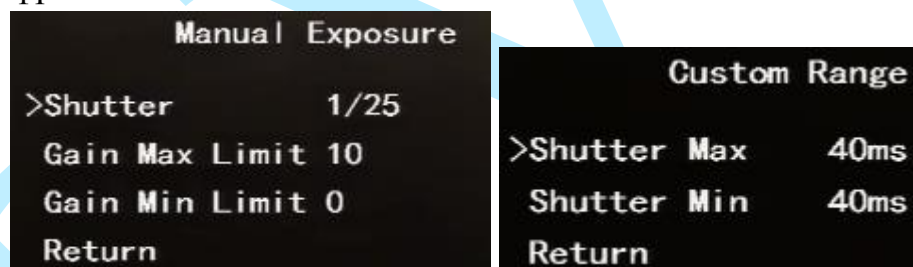 Manual Exposure
>Shutter 1/25
Gain Max Limit 10
Gain Min Limit 0
Return
Custom Range
>Shutter Max 40ms
Shutter Min 40ms
Return